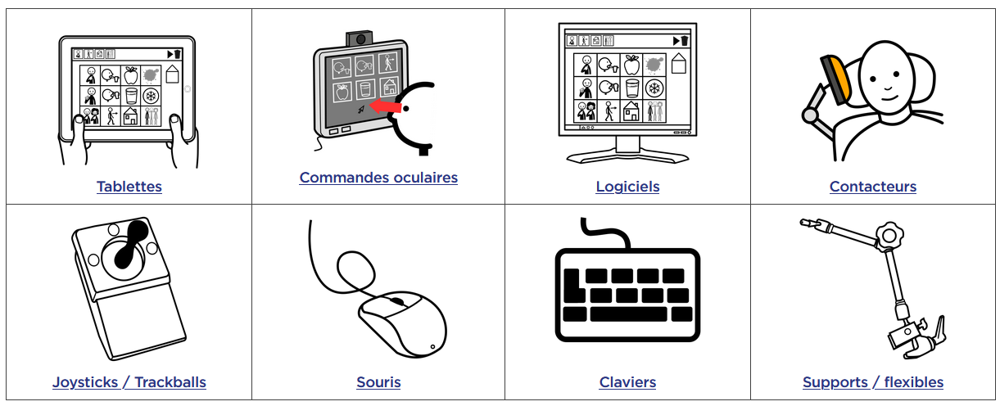 Tablettes
Commandes oculaires
Logiciels
Contacteurs
Joysticks / Trackballs
Souris
Claviers
Supports / flexibles